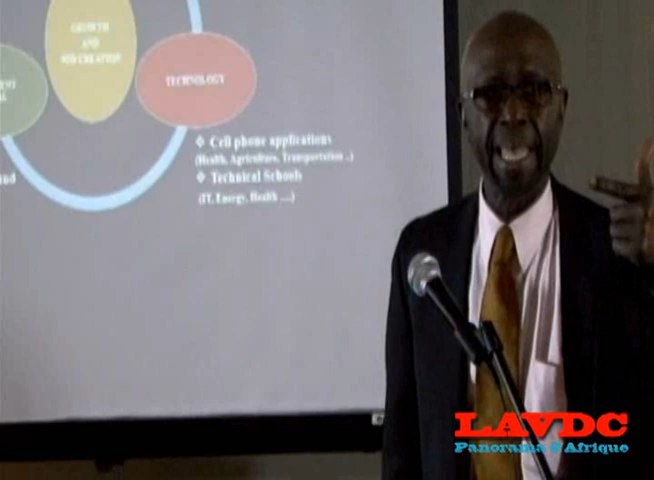 GROWTH
AND
JOB CREATION
TECHNOLOGY
❖ Cell phone applications
(Health, Agriculture, Transportation ..)
❖ Technical Schools
(IT, Energy, Health ....)
LAVDC
Panorama d'Afrique